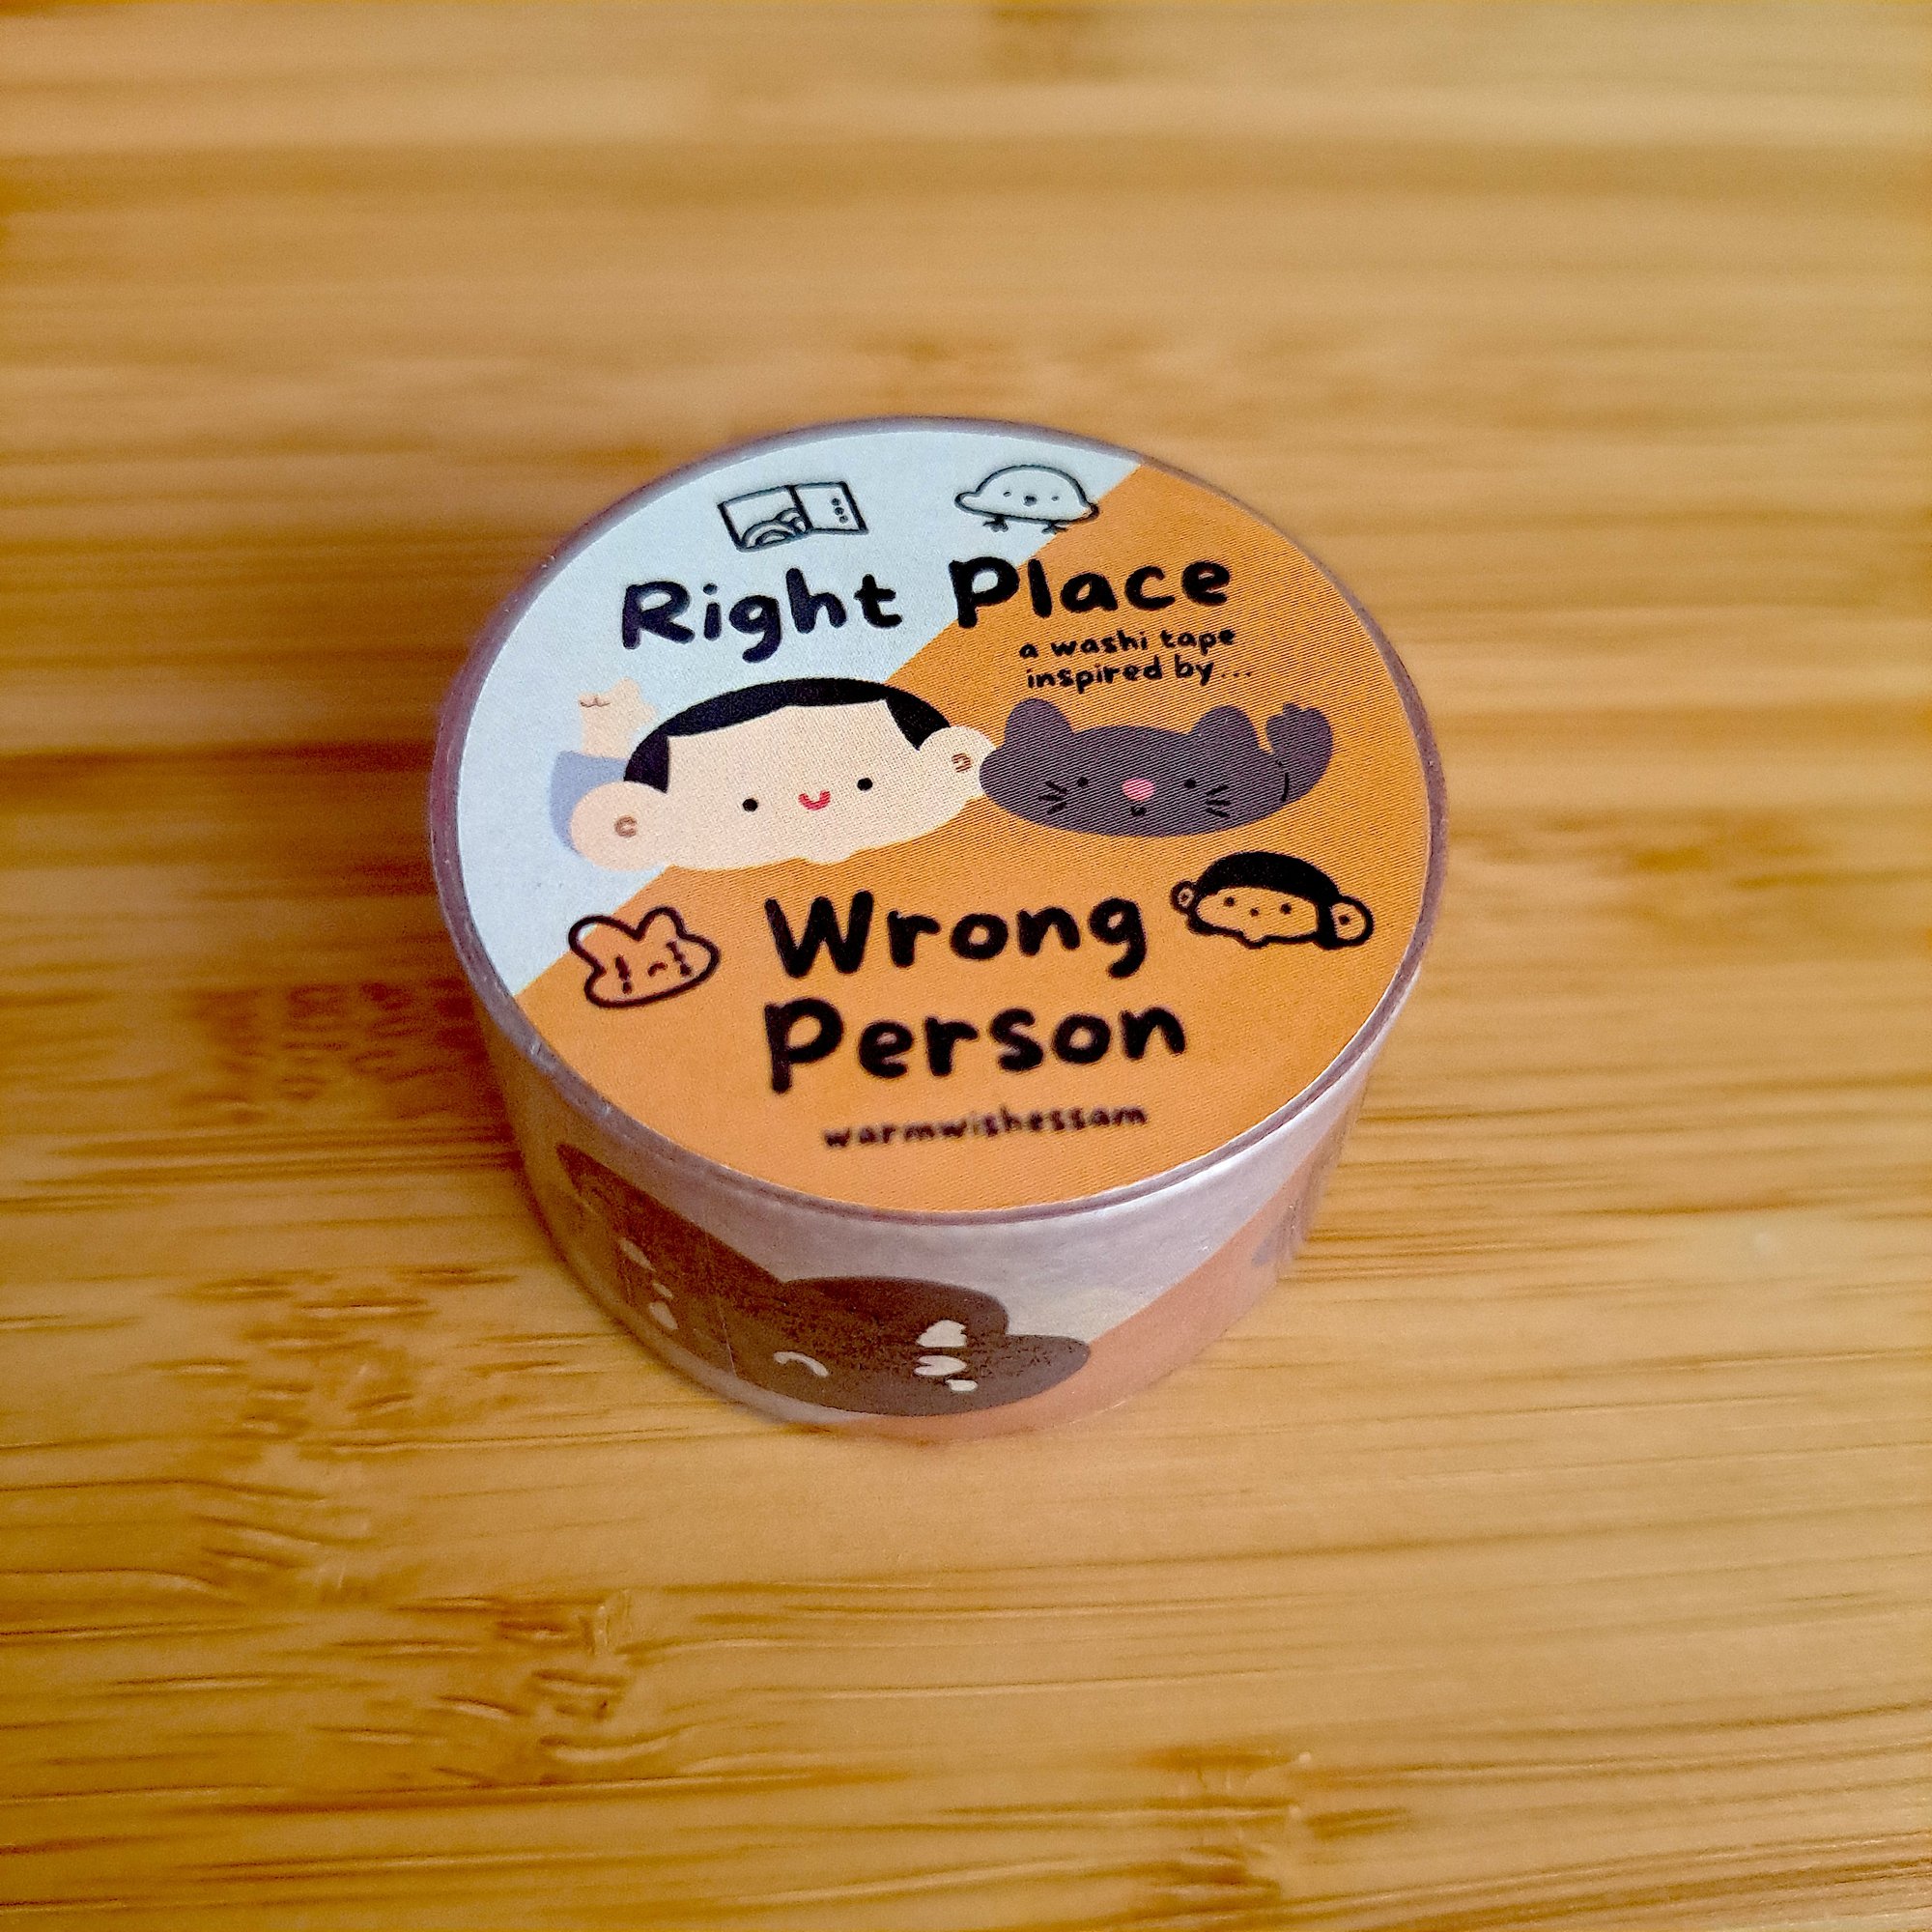 Right Place
a washi tape
inspired by...
Wrong
Person
warmwishessam